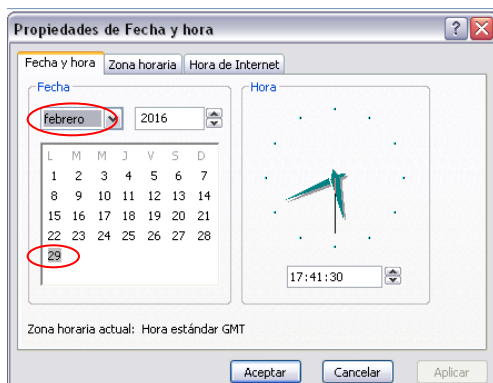 Propiedades de Fecha y hora
Fecha y hora Zona horaria Hora de Internet
Fecha
febrero 2016
L M M J V S D
1 2 3 4 5 6 7
8 9 10 11 12 13 14
15 16 17 18 19 20 21
22 23 24 25 26 27 28
29
Hora
17:41:30
Zona horaria actual: Hora estándar GMT
Aceptar Cancelar Aplicar